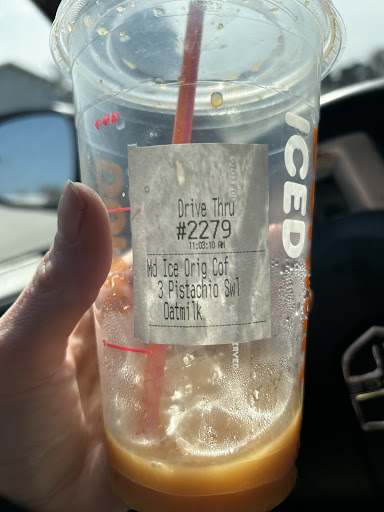 Drive Thru
#2279
11:03:10 AM
Md Ice Orig Cof
3 Pistachio Swl
Oatmilk
ICED